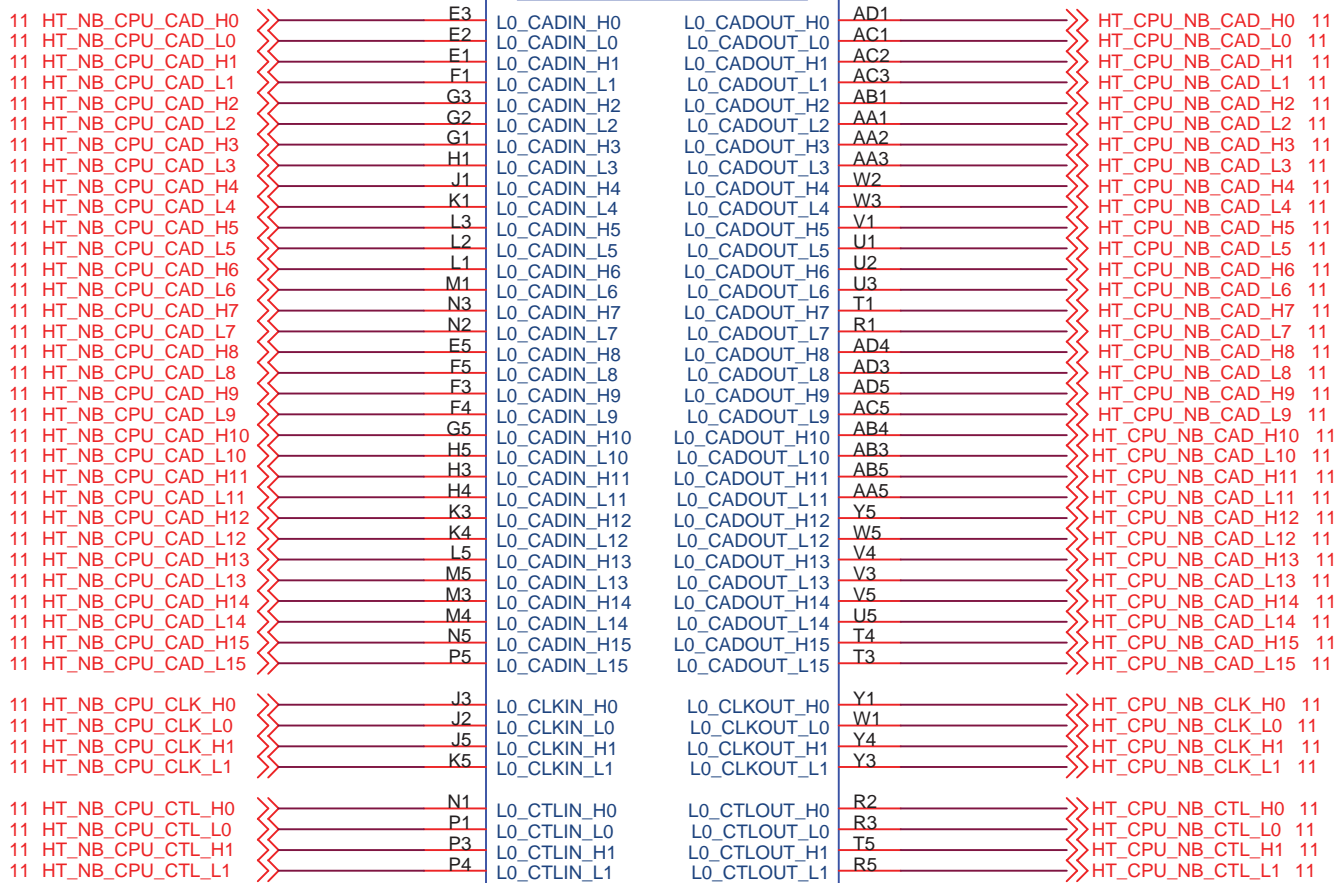 11 HT_NB_CPU_CAD_H0 E3 L0_CADIN_H0 L0_CADOUT_H0 AD1 HT_CPU_NB_CAD_H0 11
11 HT_NB_CPU_CAD_L0 E2 L0_CADIN_L0 L0_CADOUT_L0 AC1 HT_CPU_NB_CAD_L0 11
11 HT_NB_CPU_CAD_H1 E1 L0_CADIN_H1 L0_CADOUT_H1 AC2 HT_CPU_NB_CAD_H1 11
11 HT_NB_CPU_CAD_L1 F1 L0_CADIN_L1 L0_CADOUT_L1 AC3 HT_CPU_NB_CAD_L1 11
11 HT_NB_CPU_CAD_H2 G3 L0_CADIN_H2 L0_CADOUT_H2 AB1 HT_CPU_NB_CAD_H2 11
11 HT_NB_CPU_CAD_L2 G2 L0_CADIN_L2 L0_CADOUT_L2 AA1 HT_CPU_NB_CAD_L2 11
11 HT_NB_CPU_CAD_H3 G1 L0_CADIN_H3 L0_CADOUT_H3 AA2 HT_CPU_NB_CAD_H3 11
11 HT_NB_CPU_CAD_L3 H1 L0_CADIN_L3 L0_CADOUT_L3 AA3 HT_CPU_NB_CAD_L3 11
11 HT_NB_CPU_CAD_H4 J1 L0_CADIN_H4 L0_CADOUT_H4 W2 HT_CPU_NB_CAD_H4 11
11 HT_NB_CPU_CAD_L4 K1 L0_CADIN_L4 L0_CADOUT_L4 W3 HT_CPU_NB_CAD_L4 11
11 HT_NB_CPU_CAD_H5 L3 L0_CADIN_H5 L0_CADOUT_H5 V1 HT_CPU_NB_CAD_H5 11
11 HT_NB_CPU_CAD_L5 L2 L0_CADIN_L5 L0_CADOUT_L5 U1 HT_CPU_NB_CAD_L5 11
11 HT_NB_CPU_CAD_H6 L1 L0_CADIN_H6 L0_CADOUT_H6 U2 HT_CPU_NB_CAD_H6 11
11 HT_NB_CPU_CAD_L6 M1 L0_CADIN_L6 L0_CADOUT_L6 U3 HT_CPU_NB_CAD_L6 11
11 HT_NB_CPU_CAD_H7 N3 L0_CADIN_H7 L0_CADOUT_H7 T1 HT_CPU_NB_CAD_H7 11
11 HT_NB_CPU_CAD_L7 N2 L0_CADIN_L7 L0_CADOUT_L7 R1 HT_CPU_NB_CAD_L7 11
11 HT_NB_CPU_CAD_H8 E5 L0_CADIN_H8 L0_CADOUT_H8 AD4 HT_CPU_NB_CAD_H8 11
11 HT_NB_CPU_CAD_L8 F5 L0_CADIN_L8 L0_CADOUT_L8 AD3 HT_CPU_NB_CAD_L8 11
11 HT_NB_CPU_CAD_H9 F3 L0_CADIN_H9 L0_CADOUT_H9 AD5 HT_CPU_NB_CAD_H9 11
11 HT_NB_CPU_CAD_L9 F4 L0_CADIN_L9 L0_CADOUT_L9 AC5 HT_CPU_NB_CAD_L9 11
11 HT_NB_CPU_CAD_H10 G5 L0_CADIN_H10 L0_CADOUT_H10 AB4 HT_CPU_NB_CAD_H10 11
11 HT_NB_CPU_CAD_L10 H5 L0_CADIN_L10 L0_CADOUT_L10 AB3 HT_CPU_NB_CAD_L10 11
11 HT_NB_CPU_CAD_H11 H3 L0_CADIN_H11 L0_CADOUT_H11 AB5 HT_CPU_NB_CAD_H11 11
11 HT_NB_CPU_CAD_L11 H4 L0_CADIN_L11 L0_CADOUT_L11 AA5 HT_CPU_NB_CAD_L11 11
11 HT_NB_CPU_CAD_H12 K3 L0_CADIN_H12 L0_CADOUT_H12 Y5 HT_CPU_NB_CAD_H12 11
11 HT_NB_CPU_CAD_L12 K4 L0_CADIN_L12 L0_CADOUT_L12 W5 HT_CPU_NB_CAD_L12 11
11 HT_NB_CPU_CAD_H13 L5 L0_CADIN_H13 L0_CADOUT_H13 V4 HT_CPU_NB_CAD_H13 11
11 HT_NB_CPU_CAD_L13 M5 L0_CADIN_L13 L0_CADOUT_L13 V3 HT_CPU_NB_CAD_L13 11
11 HT_NB_CPU_CAD_H14 M3 L0_CADIN_H14 L0_CADOUT_H14 V5 HT_CPU_NB_CAD_H14 11
11 HT_NB_CPU_CAD_L14 M4 L0_CADIN_L14 L0_CADOUT_L14 U5 HT_CPU_NB_CAD_L14 11
11 HT_NB_CPU_CAD_H15 N5 L0_CADIN_H15 L0_CADOUT_H15 T4 HT_CPU_NB_CAD_H15 11
11 HT_NB_CPU_CAD_L15 P5 L0_CADIN_L15 L0_CADOUT_L15 T3 HT_CPU_NB_CAD_L15 11
11 HT_NB_CPU_CLK_H0 J3 L0_CLKIN_H0 L0_CLKOUT_H0 Y1 HT_CPU_NB_CLK_H0 11
11 HT_NB_CPU_CLK_L0 J2 L0_CLKIN_L0 L0_CLKOUT_L0 W1 HT_CPU_NB_CLK_L0 11
11 HT_NB_CPU_CLK_H1 J5 L0_CLKIN_H1 L0_CLKOUT_H1 Y4 HT_CPU_NB_CLK_H1 11
11 HT_NB_CPU_CLK_L1 K5 L0_CLKIN_L1 L0_CLKOUT_L1 Y3 HT_CPU_NB_CLK_L1 11
11 HT_NB_CPU_CTL_H0 N1 L0_CTLIN_H0 L0_CTLOUT_H0 R2 HT_CPU_NB_CTL_H0 11
11 HT_NB_CPU_CTL_L0 P1 L0_CTLIN_L0 L0_CTLOUT_L0 R3 HT_CPU_NB_CTL_L0 11
11 HT_NB_CPU_CTL_H1 P3 L0_CTLIN_H1 L0_CTLOUT_H1 T5 HT_CPU_NB_CTL_H1 11
11 HT_NB_CPU_CTL_L1 P4 L0_CTLIN_L1 L0_CTLOUT_L1 R5 HT_CPU_NB_CTL_L1 11